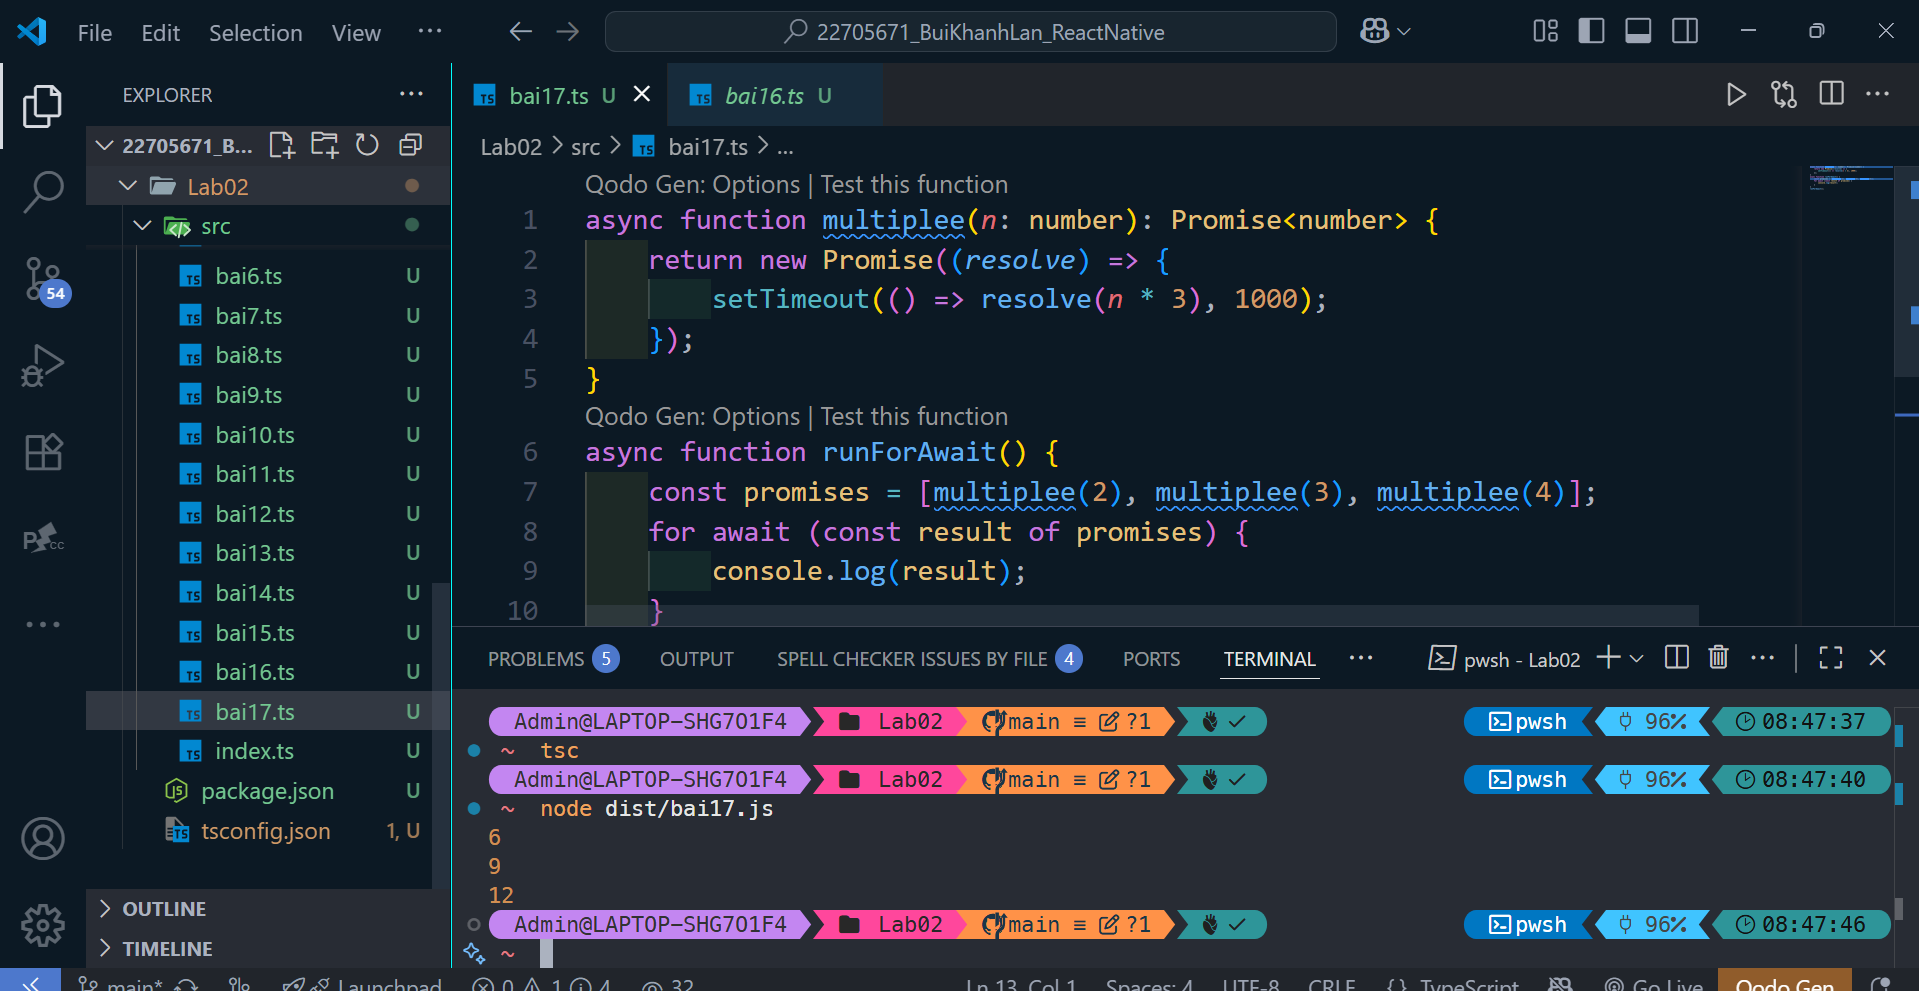 File Edit Selection View ···
22705671_BuiKhanhLan_ReactNative
EXPLORER
22705671_B...
Lab02
src
bai6.ts U
bai7.ts U
bai8.ts U
bai9.ts U
bai10.ts U
bai11.ts U
bai12.ts U
bai13.ts U
bai14.ts U
bai15.ts U
bai16.ts U
bai17.ts U
index.ts U
package.json U
tsconfig.json 1, U
OUTLINE
TIMELINE
54
bai17.ts U
bai16.ts U
Lab02 > src > bai17.ts > ...
Qodo Gen: Options | Test this function
1 async function multiplee(n: number): Promise<number> {
2 return new Promise((resolve) => {
3 setTimeout(() => resolve(n * 3), 1000);
4 });
5 }
Qodo Gen: Options | Test this function
6 async function runForAwait() {
7 const promises = [multiplee(2), multiplee(3), multiplee(4)];
8 for await (const result of promises) {
9 console.log(result);
10 }
PROBLEMS 5 OUTPUT SPELL CHECKER ISSUES BY FILE 4 PORTS TERMINAL ··· pwsh - Lab02
Admin@LAPTOP-SHG7O1F4 Lab02 main ≡ ?1 ✓ pwsh 96% 08:47:37
~ tsc
Admin@LAPTOP-SHG7O1F4 Lab02 main ≡ ?1 ✓ pwsh 96% 08:47:40
~ node dist/bai17.js
6
9
12
Admin@LAPTOP-SHG7O1F4 Lab02 main ≡ ?1 ✓ pwsh 96% 08:47:46
~
main* Launchpad 0 1 4 32 Ln 13, Col 1 Spaces: 4 UTF-8 CRLF {} TypeScript Go Live Qodo Gen